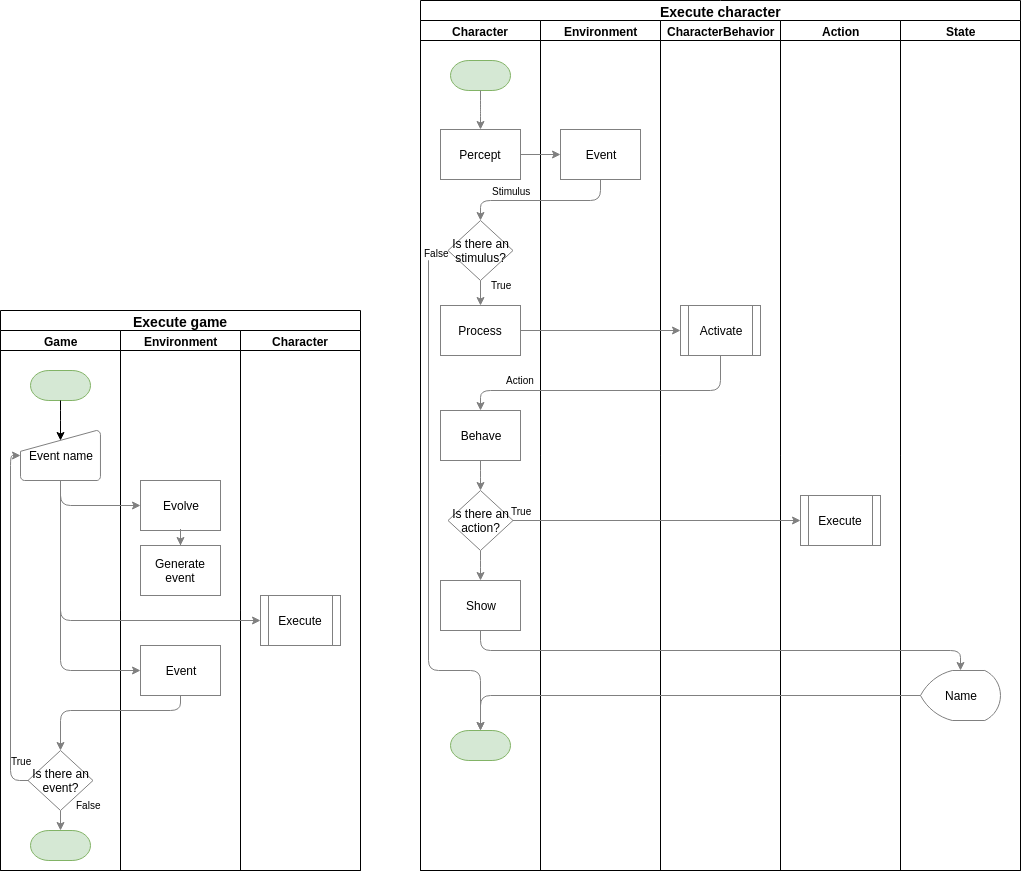 Execute character
Character
Environment
CharacterBehavior
Action
State
Percept
Event
Stimulus
Is there an
stimulus?
False
True
Process
Activate
Action
Behave
Is there an
action?
True
Execute
Show
Name
Execute game
Game
Environment
Character
Event name
Evolve
Generate
event
Execute
Event
True
Is there an
event?
False